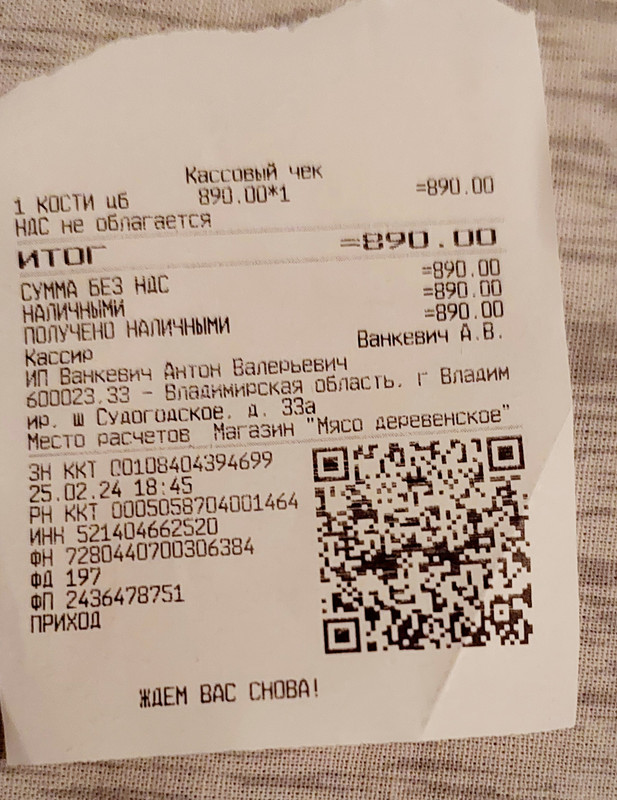 Кассовый чек
1 КОСТИ цб 890.00*1 =890.00
НДС не облагается
ИТОГ =890.00
СУММА БЕЗ НДС =890.00
НАЛИЧНЫМИ =890.00
ПОЛУЧЕНО НАЛИЧНЫМИ =890.00
Кассир Ванкевич А.В.
ИП Ванкевич Антон Валерьевич
600023,33 - Владимирская область, г Владим
ир, ш Судогодское, д. 33а
Место расчетов Магазин "Мясо деревенское"
ЗН ККТ 00108404394699
25.02.24 18:45
РН ККТ 0005058704001464
ИНН 521404662520
ФН 7280440700306384
ФД 197
ФП 2436478751
ПРИХОД
ЖДЕМ ВАС СНОВА!